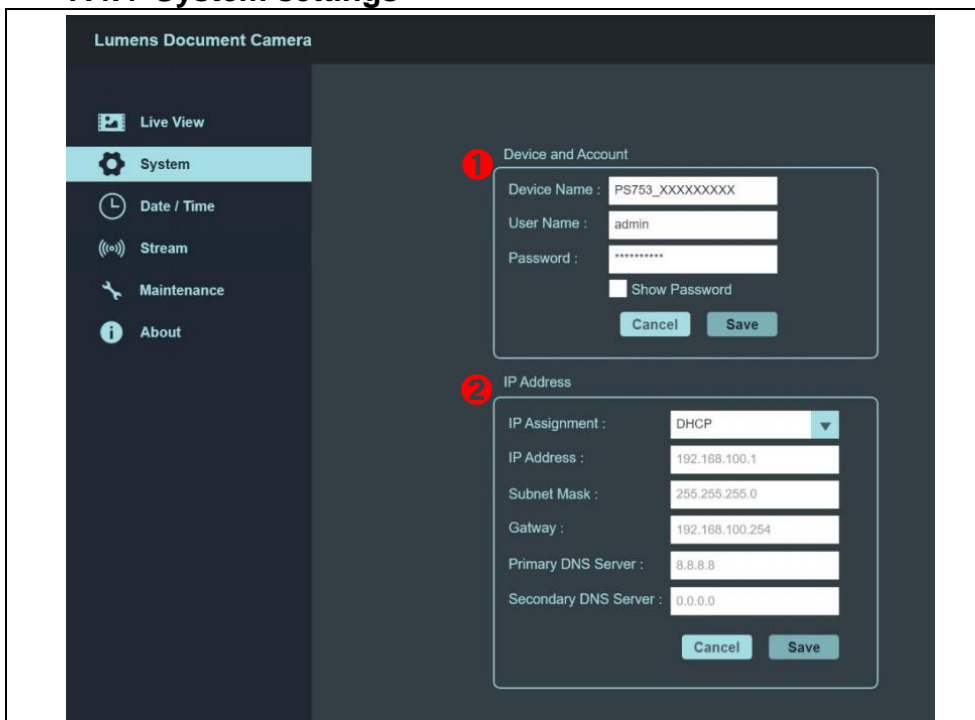 Lumens Document Camera
Live View
System
Date / Time
Stream
Maintenance
About
1
Device and Account
Device Name : PS753_XXXXXXXXX
User Name : admin
Password : **********
Show Password
Cancel Save
2
IP Address
IP Assignment : DHCP
IP Address : 192.168.100.1
Subnet Mask : 255.255.255.0
Gatway : 192.168.100.254
Primary DNS Server : 8.8.8.8
Secondary DNS Server : 0.0.0.0
Cancel Save